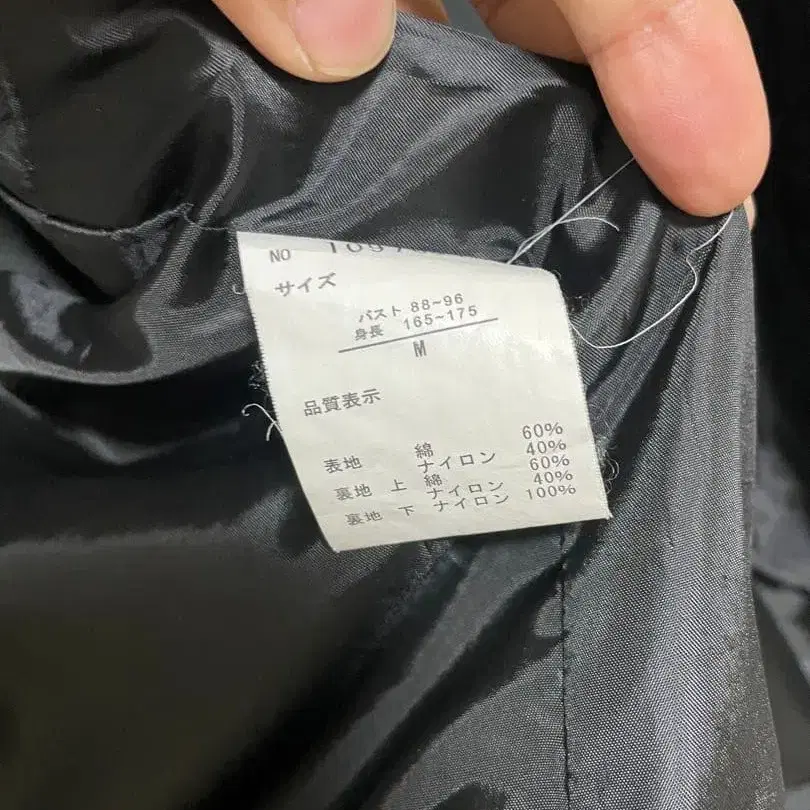 NO
サイズ
バスト 88~96
身長 165~175
M
品質表示
60%
表地 綿 40%
ナイロン 60%
裏地 上 綿 40%
ナイロン 100%
裏地 下 ナイロン